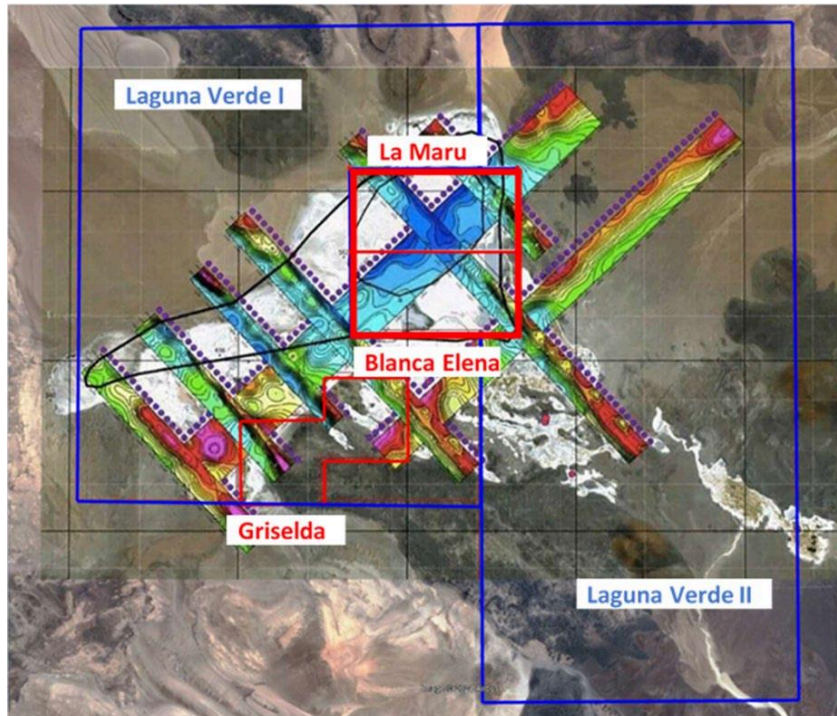 Laguna Verde I
La Maru
Blanca Elena
Griselda
Laguna Verde II